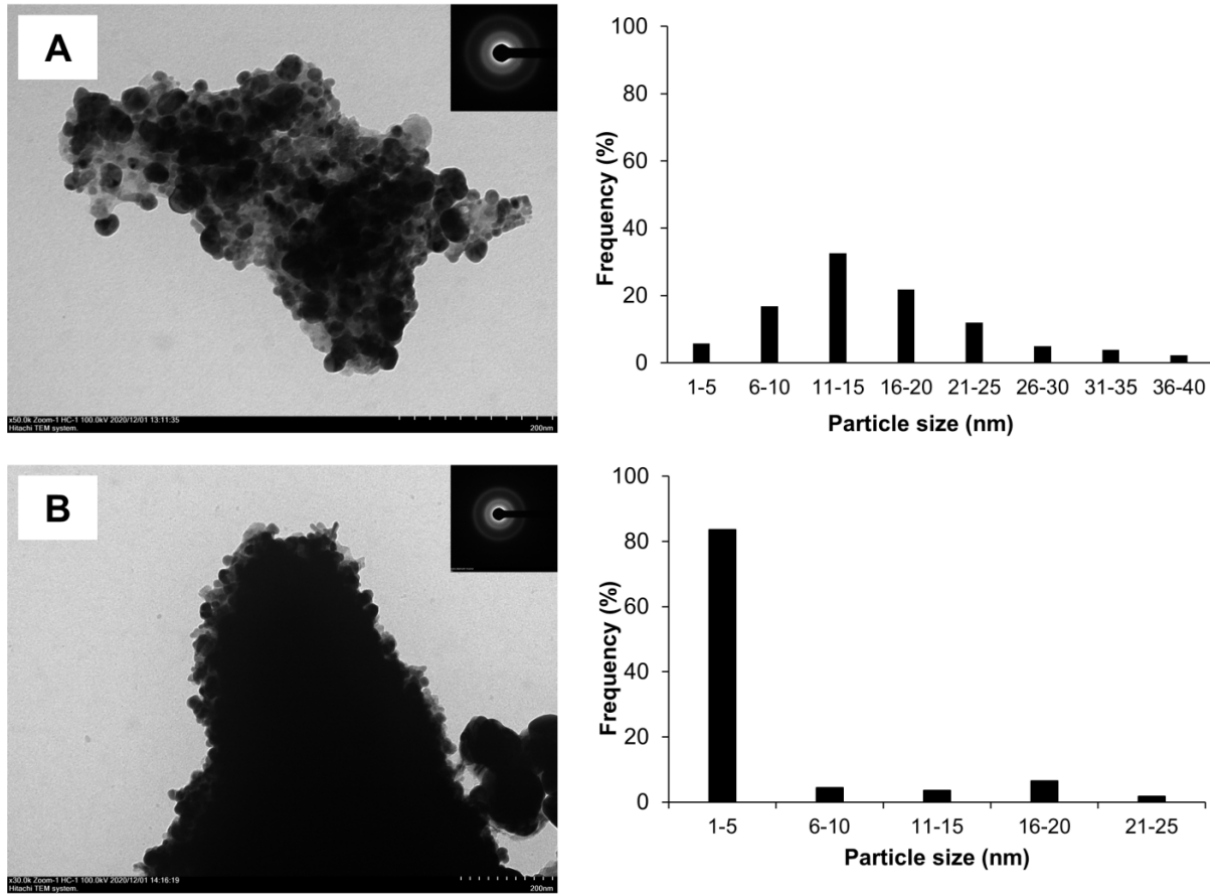 A
x50.0k Zoom-1 HC-1 100.0kV 2020/12/01 13:11:35
Hitachi TEM system.
200nm
100
80
60
40
20
0
Frequency (%)
1-5 6-10 11-15 16-20 21-25 26-30 31-35 36-40
Particle size (nm)
B
x30.0k Zoom-1 HC-1 100.0kV 2020/12/01 14:16:19
Hitachi TEM system.
200nm
100
80
60
40
20
0
Frequency (%)
1-5 6-10 11-15 16-20 21-25
Particle size (nm)